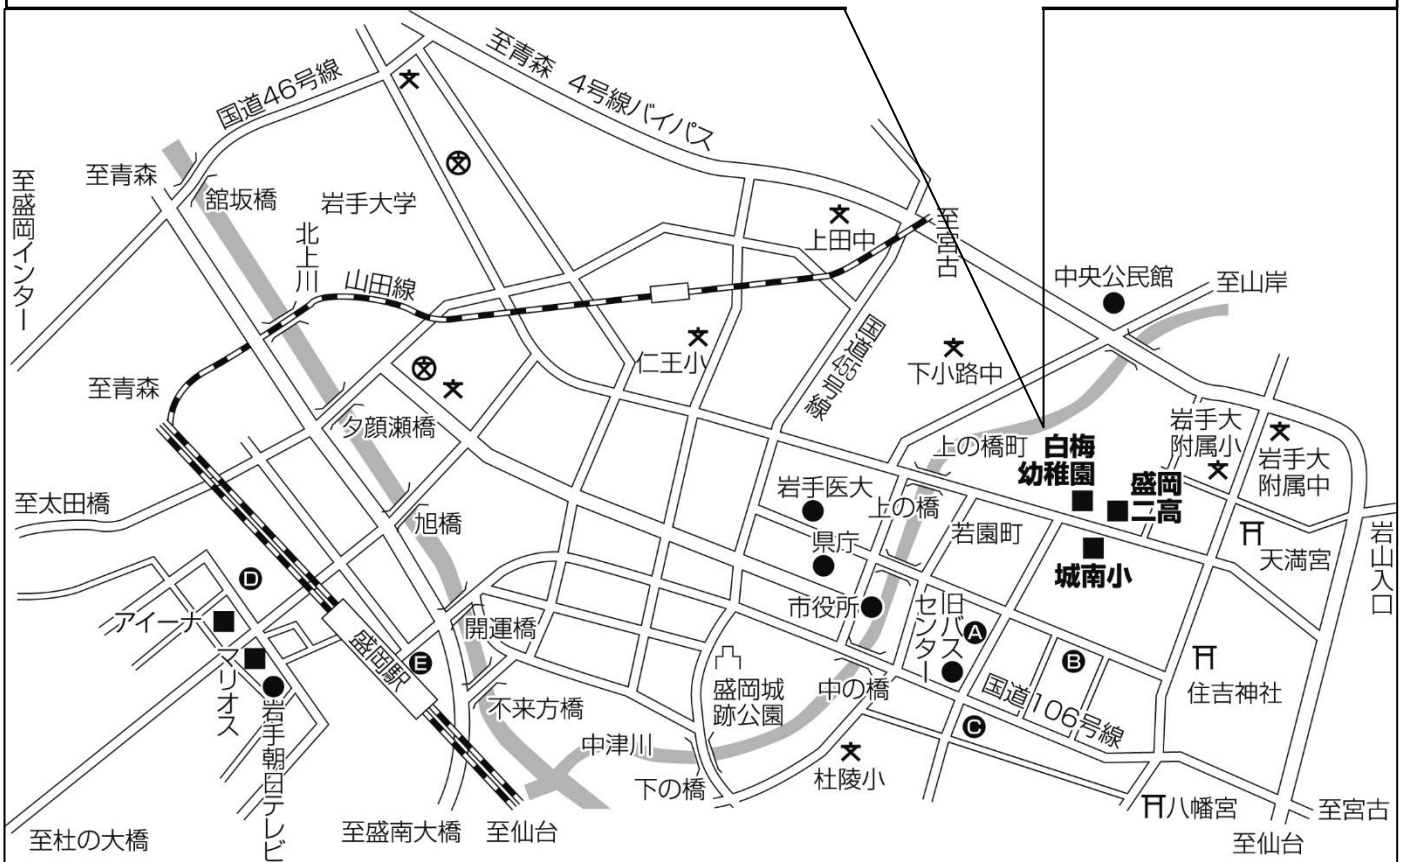 至青森
4号線バイパス
国道46号線
文
文
至青森
舘坂橋
岩手大学
至盛岡インター
北上川
山田線
文
上田中
至宮古
中央公民館
至山岸
文
仁王小
国道455号線
文
下小路中
至青森
文
文
夕顔瀬橋
上の橋町
白梅
幼稚園
盛岡
二高
岩手大
附属小
文
文
岩手大
附属中
至太田橋
旭橋
岩手医大
上の橋
若園町
県庁
城南小
天満宮
岩山入口
市役所
旧バス
センター
A
B
C
D
E
アイーナ
マリオス
岩手朝日テレビ
盛岡駅
開運橋
不来方橋
盛岡城
跡公園
中の橋
国道106号線
住吉神社
中津川
下の橋
文
杜陵小
八幡宮
至宮古
至杜の大橋
至盛南大橋
至仙台
至仙台